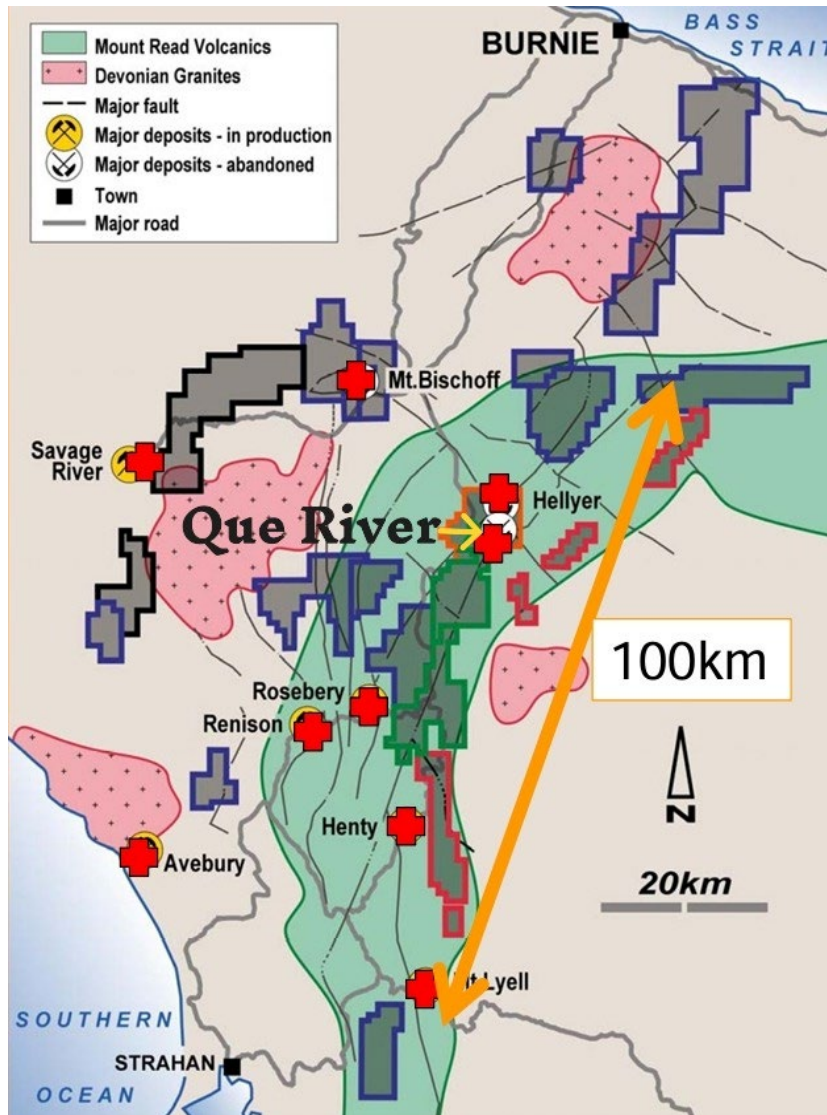 Mount Read Volcanics
Devonian Granites
Major fault
Major deposits - in production
Major deposits - abandoned
Town
Major road
BURNIE
BASS
STRAIT
Mt.Bischoff
Savage
River
Hellyer
Que River
100km
Rosebery
Renison
N
Henty
Avebury
20km
Lyell
SOUTHERN
OCEAN
STRAHAN